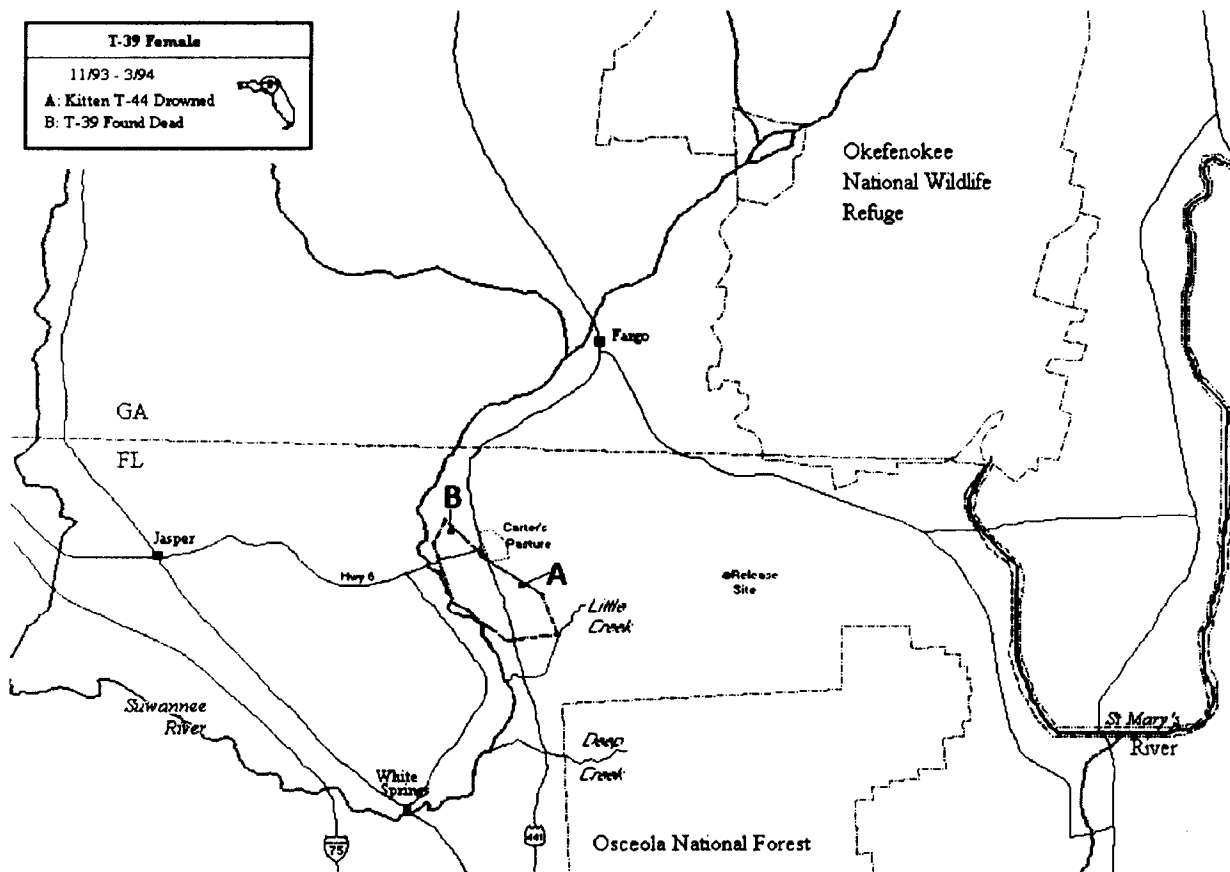 T-39 Female
11/93 - 3/94
A: Kitten T-44 Drowned
B: T-39 Found Dead
Okefenokee
National Wildlife
Refuge
Fargo
GA
FL
B
Carter's
Pasture
Jasper
Hwy 6
A
Release
Site
Little
Creek
Suwannee
River
St Mary's
River
Deep
Creek
White
Springs
75
441
Osceola National Forest